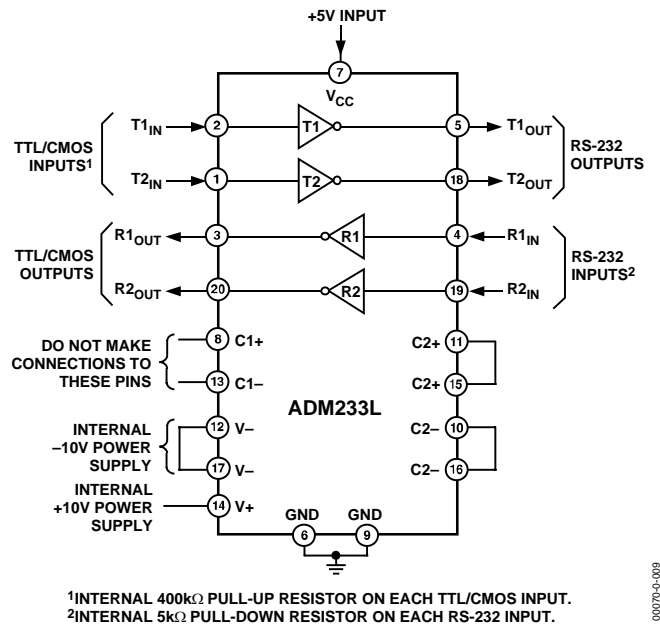 +5V INPUT
7
VCC
TTL/CMOS
INPUTS1
T1IN
2
T1
5
T1OUT
T2IN
1
T2
18
T2OUT
RS-232
OUTPUTS
TTL/CMOS
OUTPUTS
R1OUT
3
R1
4
R1IN
R2OUT
20
R2
19
R2IN
RS-232
INPUTS2
DO NOT MAKE
CONNECTIONS TO
THESE PINS
8
C1+
13
C1–
C2+
11
C2+
15
ADM233L
INTERNAL
–10V POWER
SUPPLY
12
V–
17
V–
C2–
10
C2–
16
INTERNAL
+10V POWER
SUPPLY
14
V+
GND
GND
6
9
1INTERNAL 400kΩ PULL-UP RESISTOR ON EACH TTL/CMOS INPUT.
2INTERNAL 5kΩ PULL-DOWN RESISTOR ON EACH RS-232 INPUT.
00070-0-009